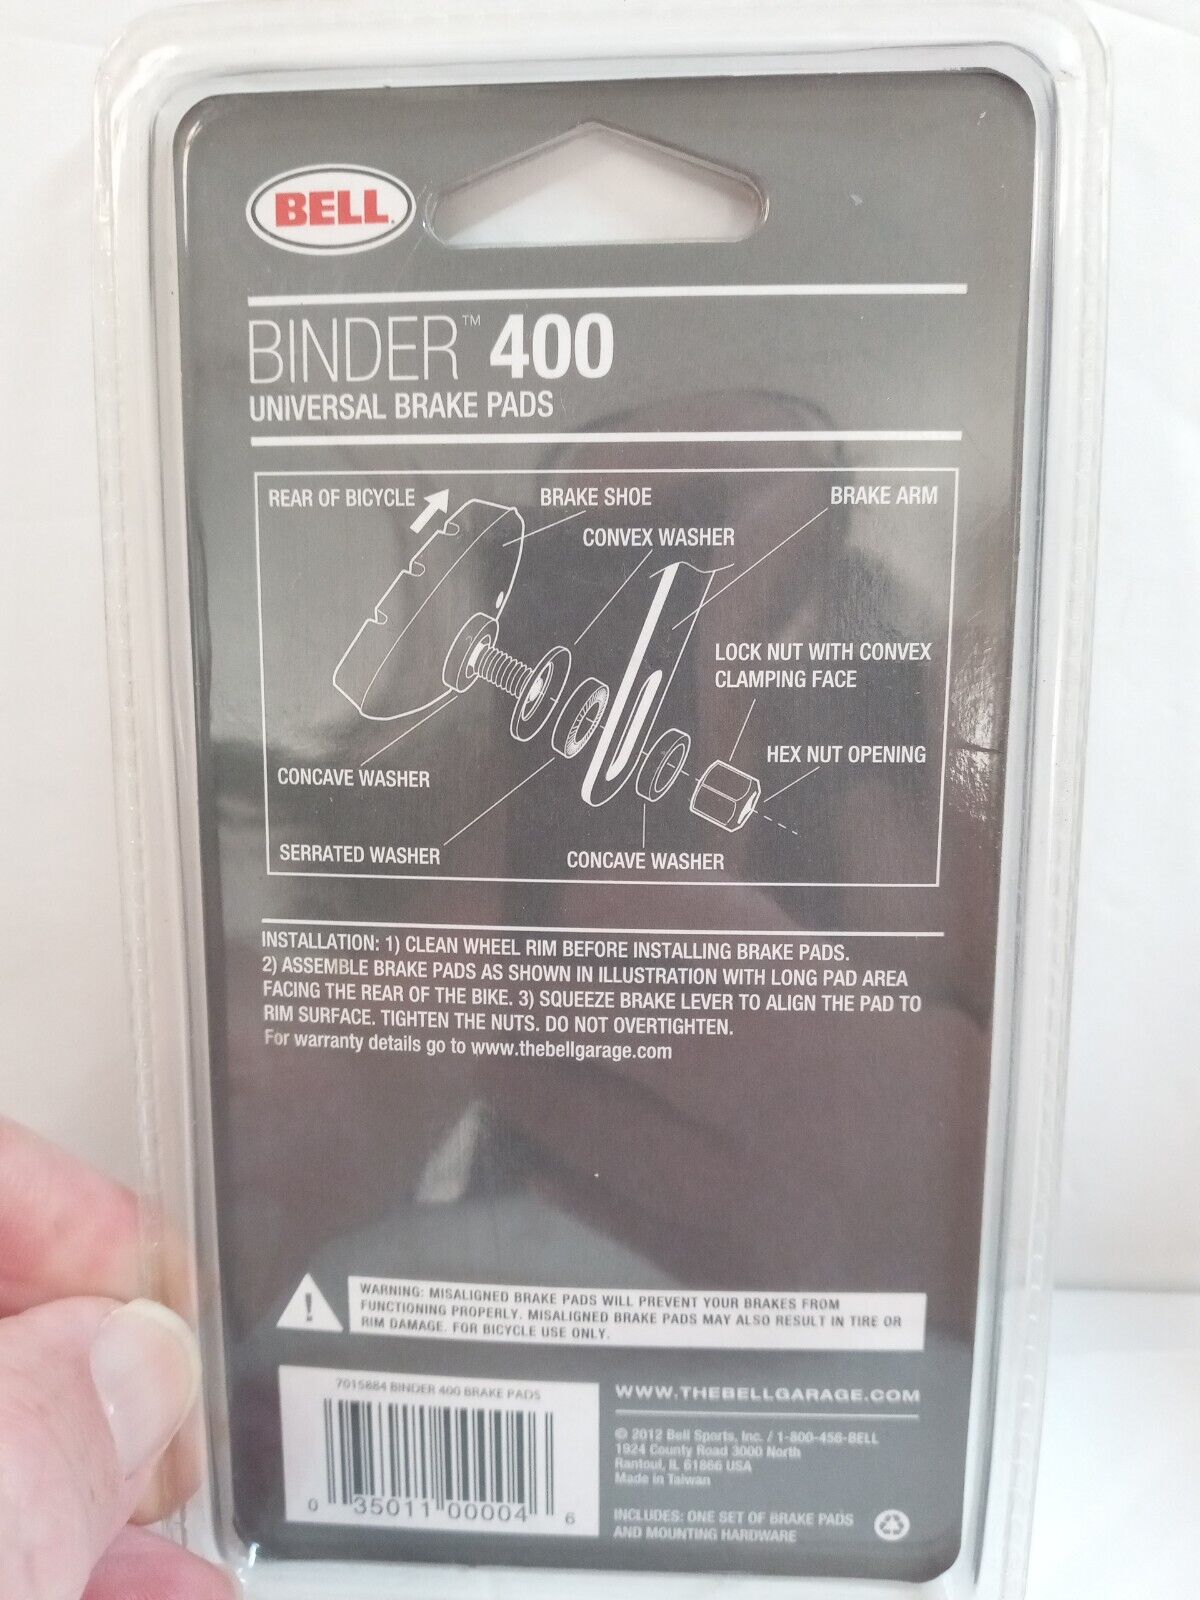 BELL
BINDER™ 400
UNIVERSAL BRAKE PADS
REAR OF BICYCLE
BRAKE SHOE
BRAKE ARM
CONVEX WASHER
LOCK NUT WITH CONVEX
CLAMPING FACE
HEX NUT OPENING
CONCAVE WASHER
SERRATED WASHER
CONCAVE WASHER
INSTALLATION: 1) CLEAN WHEEL RIM BEFORE INSTALLING BRAKE PADS.
2) ASSEMBLE BRAKE PADS AS SHOWN IN ILLUSTRATION WITH LONG PAD AREA
FACING THE REAR OF THE BIKE. 3) SQUEEZE BRAKE LEVER TO ALIGN THE PAD TO
RIM SURFACE. TIGHTEN THE NUTS. DO NOT OVERTIGHTEN.
For warranty details go to www.thebellgarage.com
!
WARNING: MISALIGNED BRAKE PADS WILL PREVENT YOUR BRAKES FROM
FUNCTIONING PROPERLY. MISALIGNED BRAKE PADS MAY ALSO RESULT IN TIRE OR
RIM DAMAGE. FOR BICYCLE USE ONLY.
7015884 BINDER 400 BRAKE PADS
0 35011 00004 6
WWW.THEBELLGARAGE.COM
© 2012 Bell Sports, Inc. / 1-800-456-BELL
1924 County Road 3000 North
Rantoul, IL 61866 USA
Made in Taiwan
INCLUDES: ONE SET OF BRAKE PADS
AND MOUNTING HARDWARE